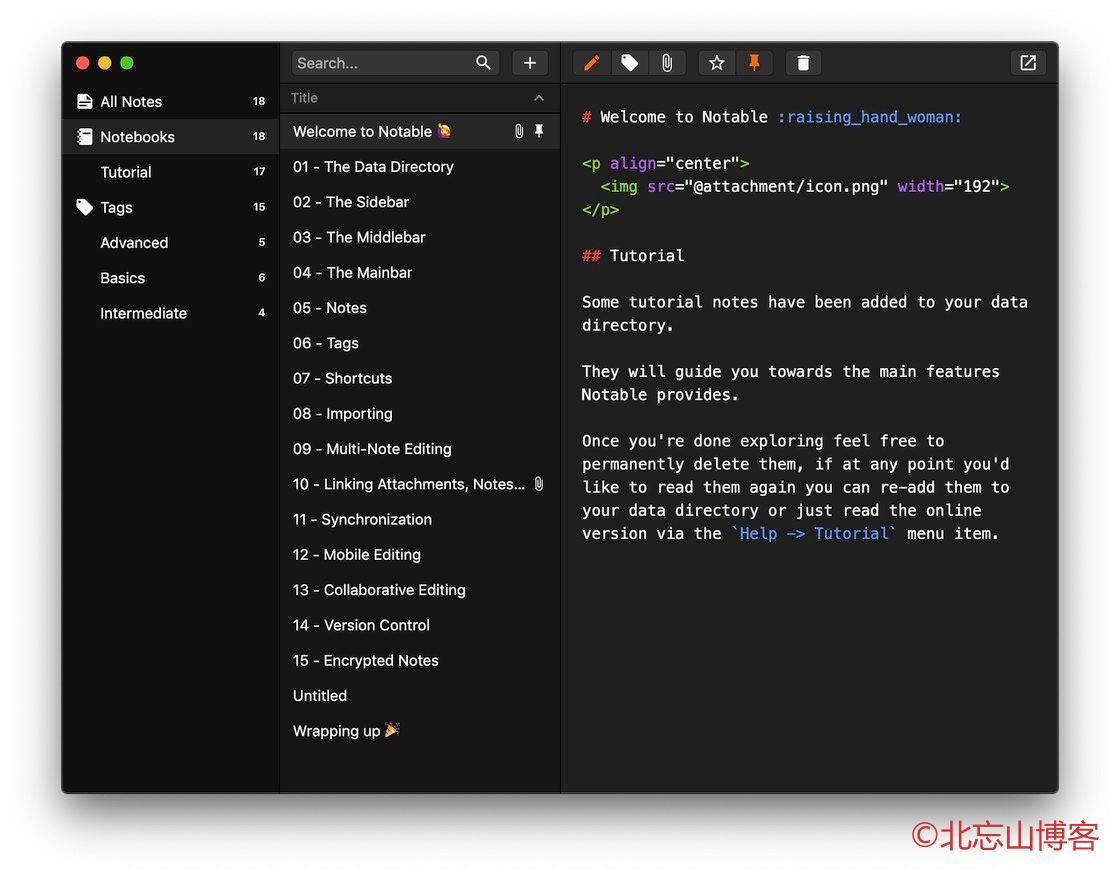 All Notes 18
Notebooks 18
Tutorial 17
Tags 15
Advanced 5
Basics 6
Intermediate 4
Search...
Title
Welcome to Notable 🙋‍♀️
01 - The Data Directory
02 - The Sidebar
03 - The Middlebar
04 - The Mainbar
05 - Notes
06 - Tags
07 - Shortcuts
08 - Importing
09 - Multi-Note Editing
10 - Linking Attachments, Notes...
11 - Synchronization
12 - Mobile Editing
13 - Collaborative Editing
14 - Version Control
15 - Encrypted Notes
Untitled
Wrapping up 🎉
# Welcome to Notable :raising_hand_woman:
<p align="center">
  <img src="@attachment/icon.png" width="192">
</p>
## Tutorial
Some tutorial notes have been added to your data
directory.
They will guide you towards the main features
Notable provides.
Once you're done exploring feel free to
permanently delete them, if at any point you'd
like to read them again you can re-add them to
your data directory or just read the online
version via the `Help -> Tutorial` menu item.
©北忘山博客